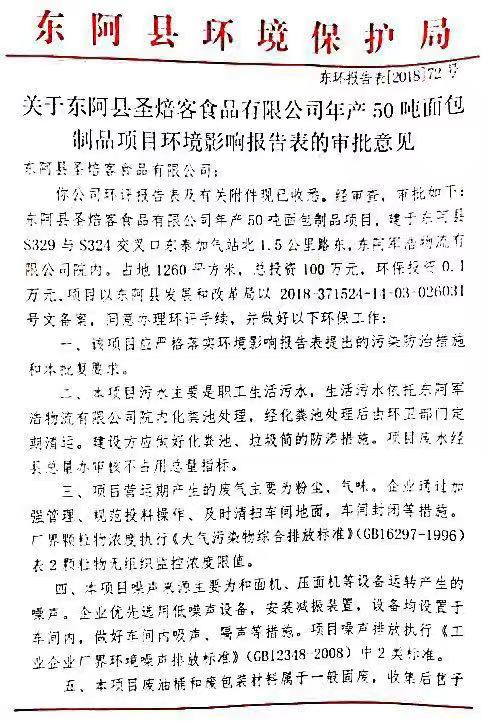 东阿县环境保护局
东环报告表[2018]72号
关于东阿县圣焙客食品有限公司年产50吨面包
制品项目环境影响报告表的审批意见
东阿县圣焙客食品有限公司:
你公司环评报告表及有关附件现已收悉。经审查，审批如下:
东阿县圣焙客食品有限公司年产50吨面包制品项目，建于东阿县
S329与S324交叉口东泰加气站北1.5公里路东，东阿军浩物流有
限公司院内。占地1260平方米，总投资100万元，环保投资0.1
万元，项目以东阿县发展和改革局以2018-371524-14-03-026031
号文备案，同意办理环评手续，并做好以下环保工作:
一、该项目应严格落实环境影响报告表提出的污染防治措施
和本批复要求。
二、本项目污水主要是职工生活污水，生活污水依托东阿军
浩物流有限公司院内化粪池处理，经化粪池处理后由环卫部门定
期清运。建设方应做好化粪池、垃圾筒的防渗措施。项目废水经
县总量办审核不占用总量指标。
三、项目营运期产生的废气主要为粉尘，气味。企业通过加
强管理、规范投料操作、及时清扫车间地面，车间封闭等措施。
厂界颗粒物浓度执行《大气污染物综合排放标准》(GB16297-1996)
表2颗粒物无组织监控浓度限值。
四、本项目噪声来源主要为和面机、压面机等设备运转产生的
噪声。企业优先选用低噪声设备，安装减振装置，设备均设置于
车间内，做好车间内吸声、隔声等措施。项目噪声排放执行《工
业企业厂界环境噪声排放标准》(GB12348-2008)中2类标准。
五、本项目废油桶和废包装材料属于一般固废，收集后售予